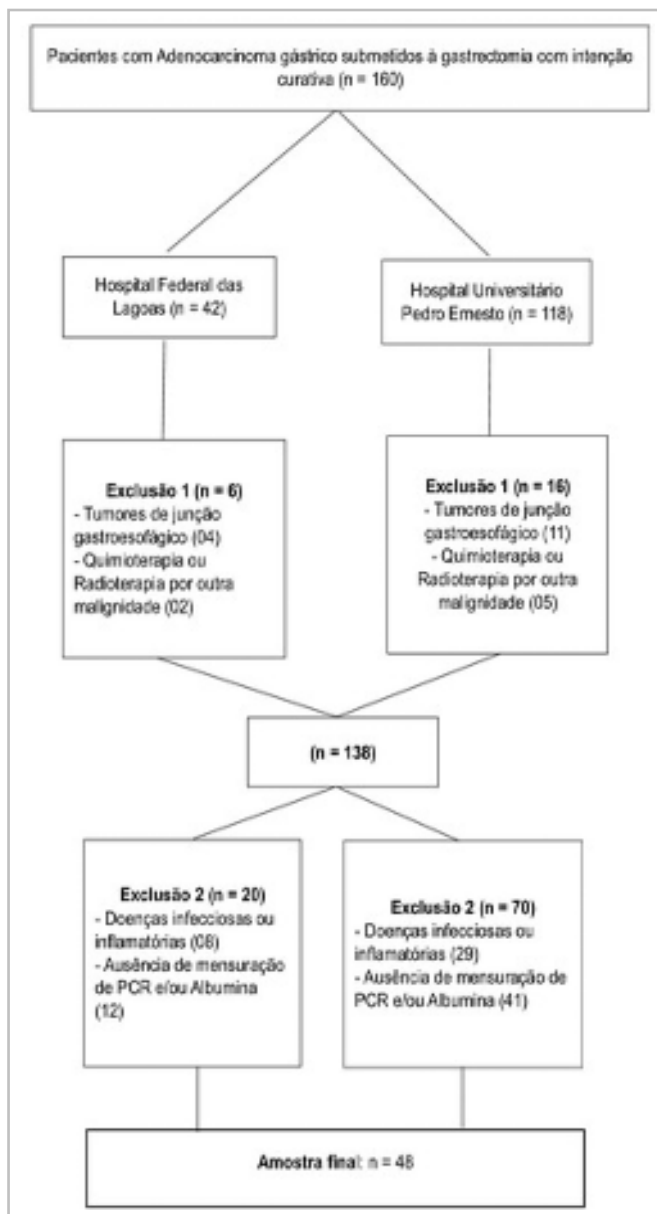 Pacientes com Adenocarcinoma gástrico submetidos à gastrectomia com intenção
curativa (n = 160)
Hospital Federal das
Lagoas (n = 42)
Hospital Universitário
Pedro Ernesto (n = 118)
Exclusão 1 (n = 6)
- Tumores de junção
gastroesofágico (04)
- Quimioterapia ou
Radioterapia por outra
malignidade (02)
Exclusão 1 (n = 16)
- Tumores de junção
gastroesofágico (11)
- Quimioterapia ou
Radioterapia por outra
malignidade (05)
(n = 138)
Exclusão 2 (n = 20)
- Doenças infecciosas ou
inflamatórias (08)
- Ausência de mensuração
de PCR e/ou Albumina
(12)
Exclusão 2 (n = 70)
- Doenças infecciosas ou
inflamatórias (29)
- Ausência de mensuração de
PCR e/ou Albumina (41)
Amostra final: n = 48